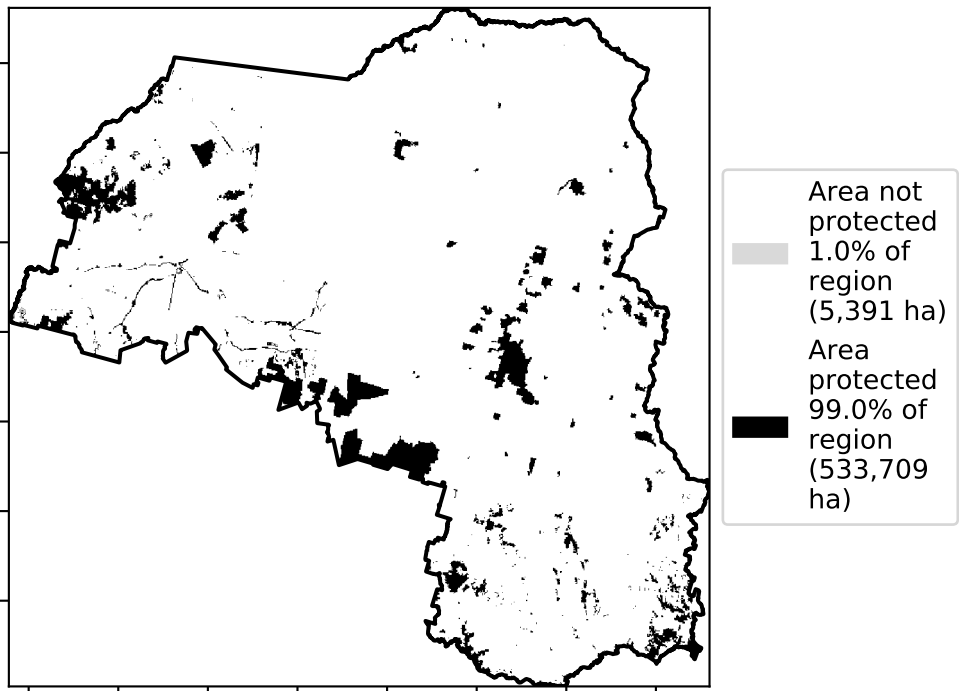 Area not
protected
1.0% of
region
(5,391 ha)
Area
protected
99.0% of
region
(533,709
ha)